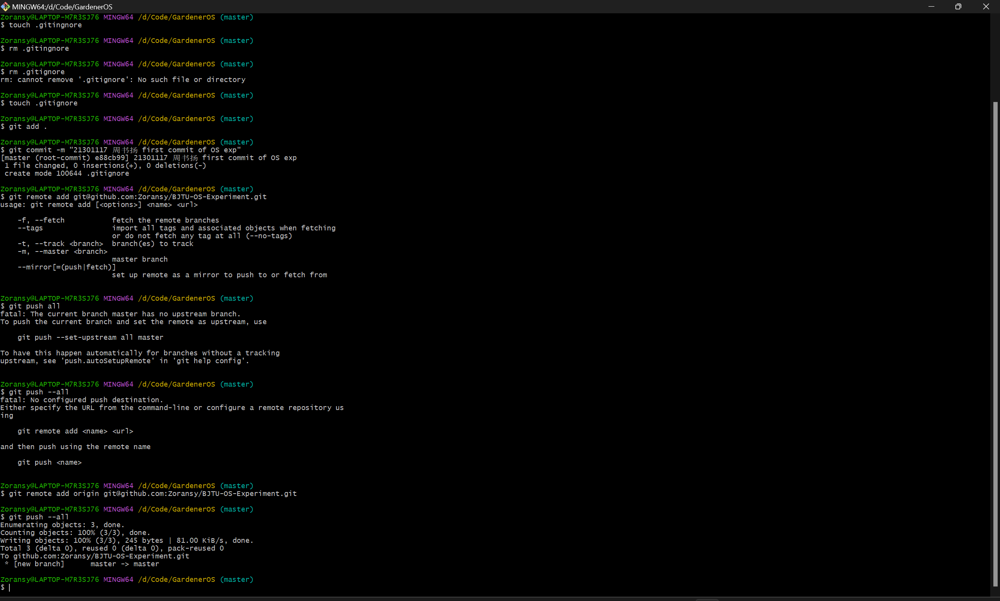 MINGW64:/d/Code/GardenerOS
Zoransy@LAPTOP-M7R3SJ76 MINGW64 /d/Code/GardenerOS (master)
$ touch .gitingnore
Zoransy@LAPTOP-M7R3SJ76 MINGW64 /d/Code/GardenerOS (master)
$ rm .gitingnore
Zoransy@LAPTOP-M7R3SJ76 MINGW64 /d/Code/GardenerOS (master)
$ rm .gitignore
rm: cannot remove '.gitignore': No such file or directory
Zoransy@LAPTOP-M7R3SJ76 MINGW64 /d/Code/GardenerOS (master)
$ touch .gitignore
Zoransy@LAPTOP-M7R3SJ76 MINGW64 /d/Code/GardenerOS (master)
$ git add .
Zoransy@LAPTOP-M7R3SJ76 MINGW64 /d/Code/GardenerOS (master)
$ git commit -m "21301117 周书扬 first commit of OS exp"
[master (root-commit) e88cb99] 21301117 周书扬 first commit of OS exp
 1 file changed, 0 insertions(+), 0 deletions(-)
 create mode 100644 .gitignore
Zoransy@LAPTOP-M7R3SJ76 MINGW64 /d/Code/GardenerOS (master)
$ git remote add git@github.com:Zoransy/BJTU-OS-Experiment.git
usage: git remote add [<options>] <name> <url>
    -f, --fetch           fetch the remote branches
    --tags                import all tags and associated objects when fetching
                          or do not fetch any tag at all (--no-tags)
    -t, --track <branch>  branch(es) to track
    -m, --master <branch>
                          master branch
    --mirror[=(push|fetch)]
                          set up remote as a mirror to push to or fetch from
Zoransy@LAPTOP-M7R3SJ76 MINGW64 /d/Code/GardenerOS (master)
$ git push all
fatal: The current branch master has no upstream branch.
To push the current branch and set the remote as upstream, use
    git push --set-upstream all master
To have this happen automatically for branches without a tracking
upstream, see 'push.autoSetupRemote' in 'git help config'.
Zoransy@LAPTOP-M7R3SJ76 MINGW64 /d/Code/GardenerOS (master)
$ git push --all
fatal: No configured push destination.
Either specify the URL from the command-line or configure a remote repository us
ing
    git remote add <name> <url>
and then push using the remote name
    git push <name>
Zoransy@LAPTOP-M7R3SJ76 MINGW64 /d/Code/GardenerOS (master)
$ git remote add origin git@github.com:Zoransy/BJTU-OS-Experiment.git
Zoransy@LAPTOP-M7R3SJ76 MINGW64 /d/Code/GardenerOS (master)
$ git push --all
Enumerating objects: 3, done.
Counting objects: 100% (3/3), done.
Writing objects: 100% (3/3), 245 bytes | 81.00 KiB/s, done.
Total 3 (delta 0), reused 0 (delta 0), pack-reused 0
To github.com:Zoransy/BJTU-OS-Experiment.git
 * [new branch]      master -> master
Zoransy@LAPTOP-M7R3SJ76 MINGW64 /d/Code/GardenerOS (master)
$